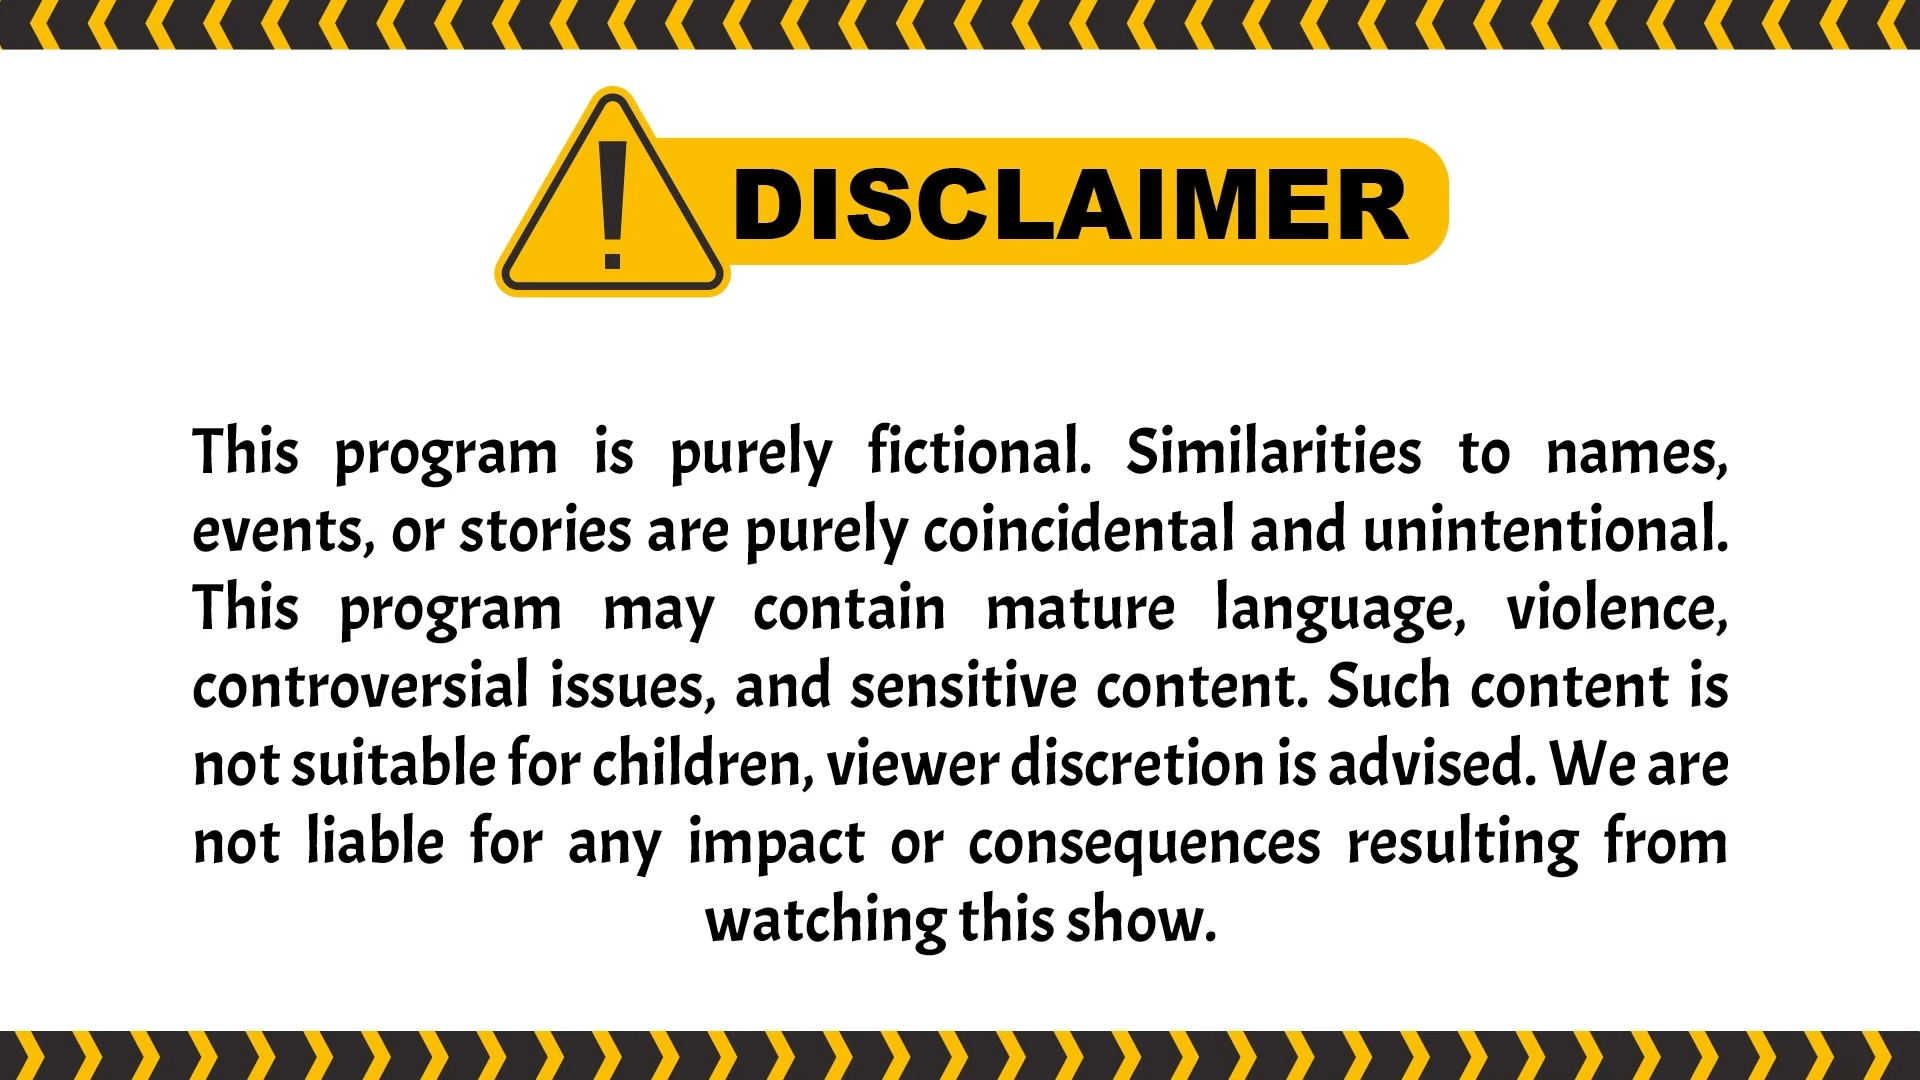 DISCLAIMER
This program is purely fictional. Similarities to names,
events, or stories are purely coincidental and unintentional.
This program may contain mature language, violence,
controversial issues, and sensitive content. Such content is
not suitable for children, viewer discretion is advised. We are
not liable for any impact or consequences resulting from
watching this show.